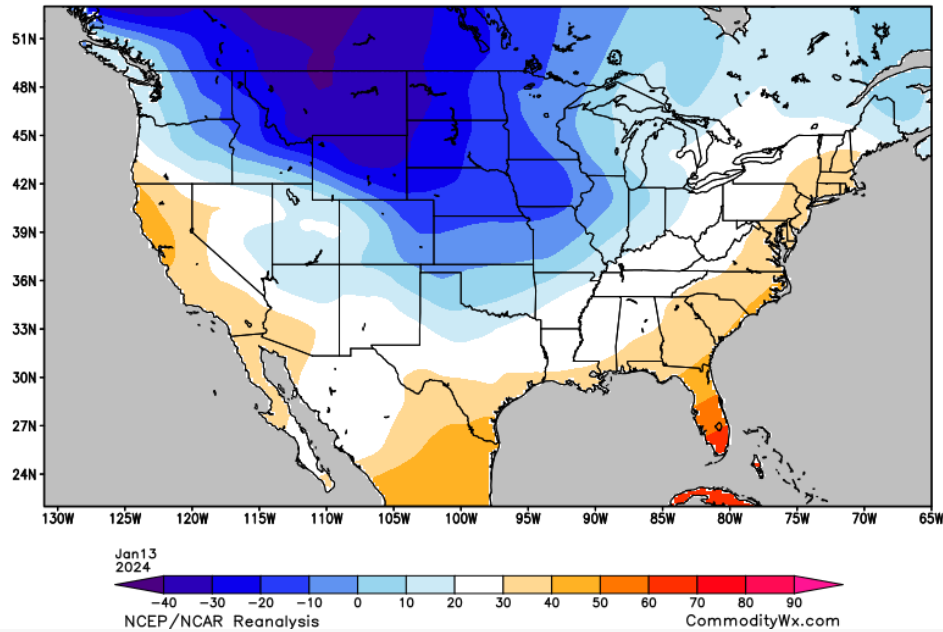 51N
48N
45N
42N
39N
36N
33N
30N
27N
24N
130W 125W 120W 115W 110W 105W 100W 95W 90W 85W 80W 75W 70W 65W
Jan13
2024
-40 -30 -20 -10 0 10 20 30 40 50 60 70 80 90
NCEP/NCAR Reanalysis CommodityWx.com